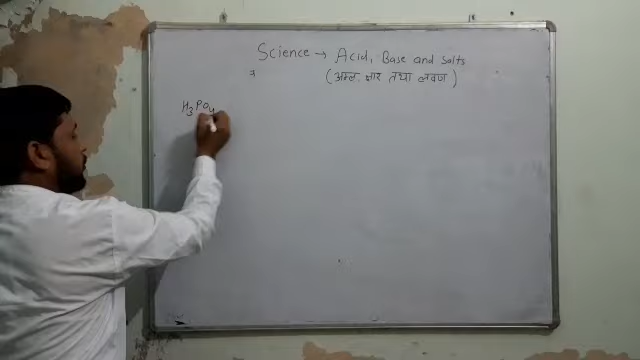 Science → Acid, Base and salts
(अम्ल, क्षार तथा लवण)
H₃PO₄